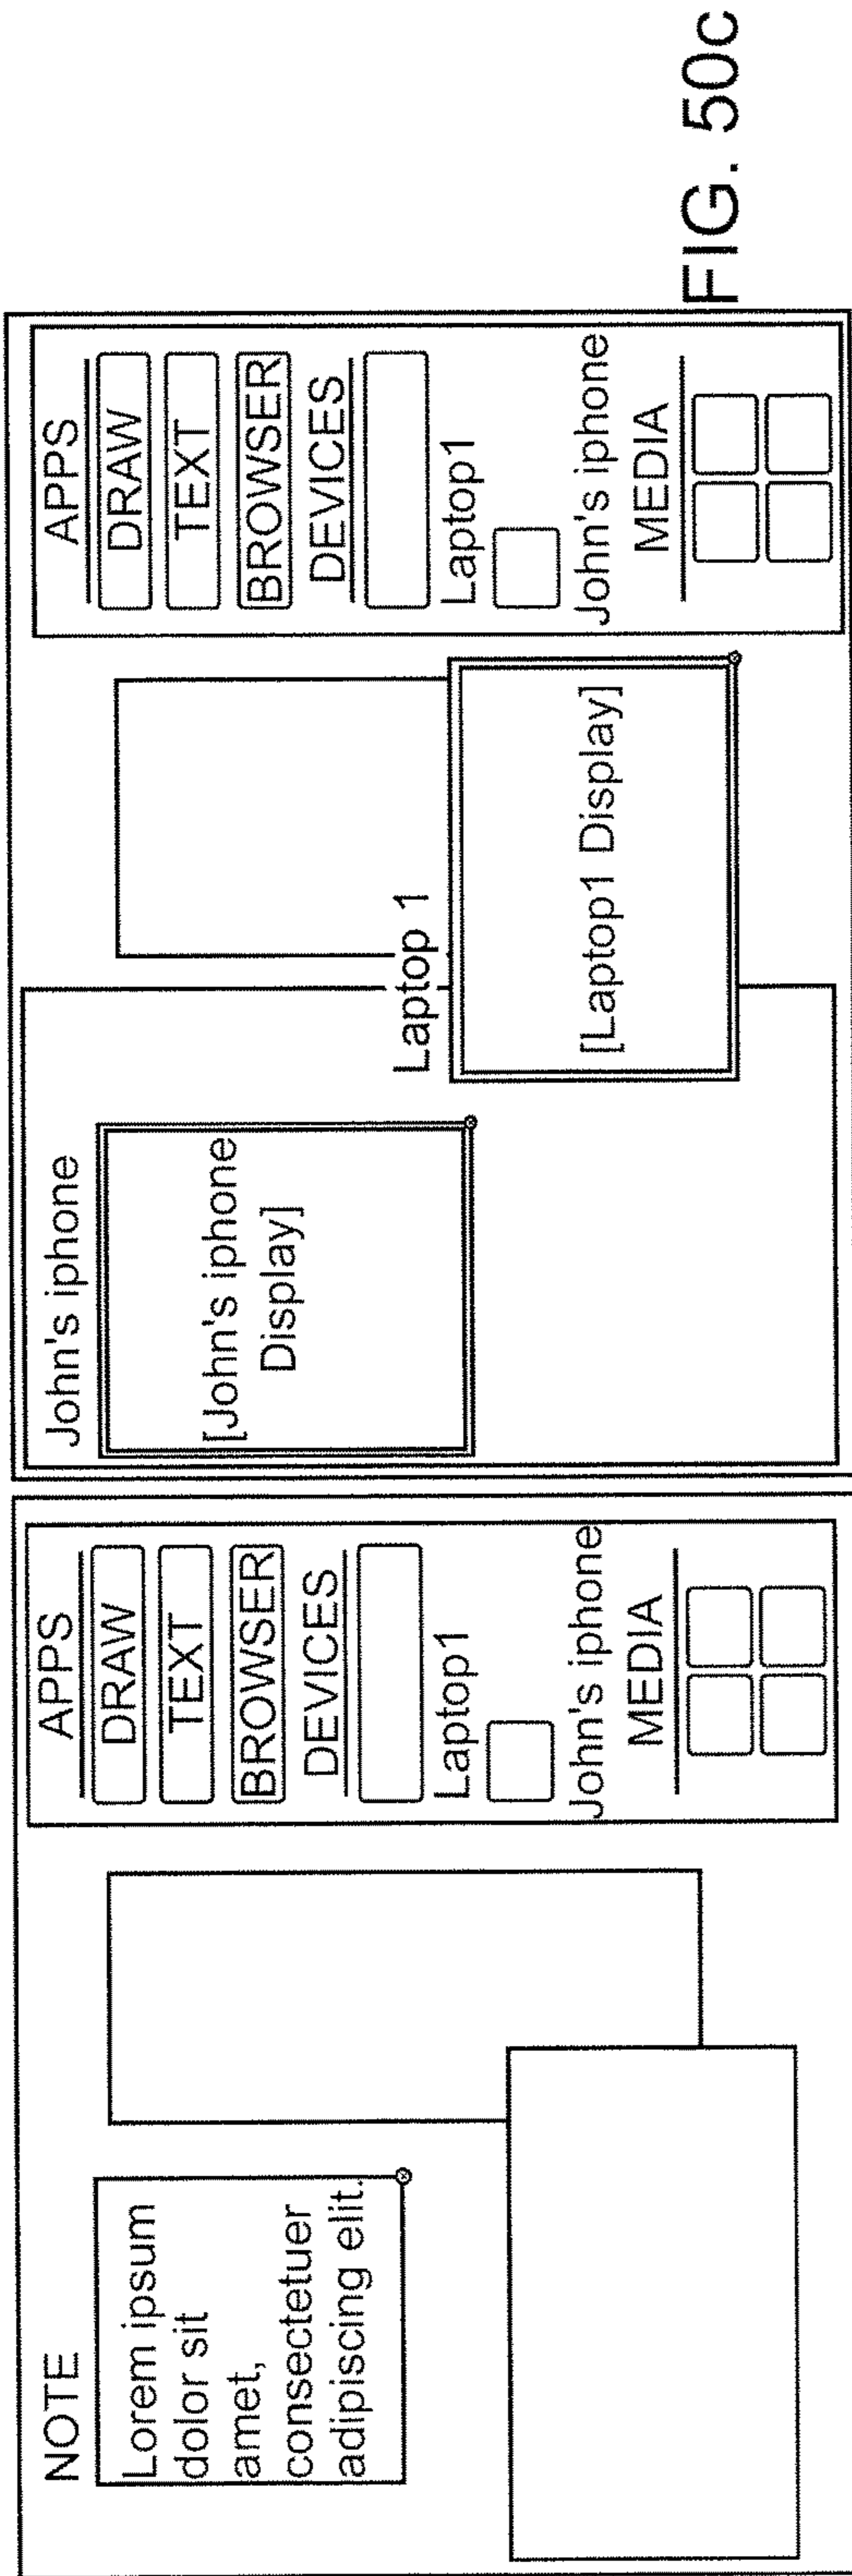 NOTE
Lorem ipsum
dolor sit
amet,
consectetuer
adipiscing elit.
APPS
DRAW
TEXT
BROWSER
DEVICES
Laptop1
John's iphone
MEDIA
John's iphone
[John's iphone
Display]
Laptop 1
[Laptop1 Display]
APPS
DRAW
TEXT
BROWSER
DEVICES
Laptop1
John's iphone
MEDIA
FIG. 50c